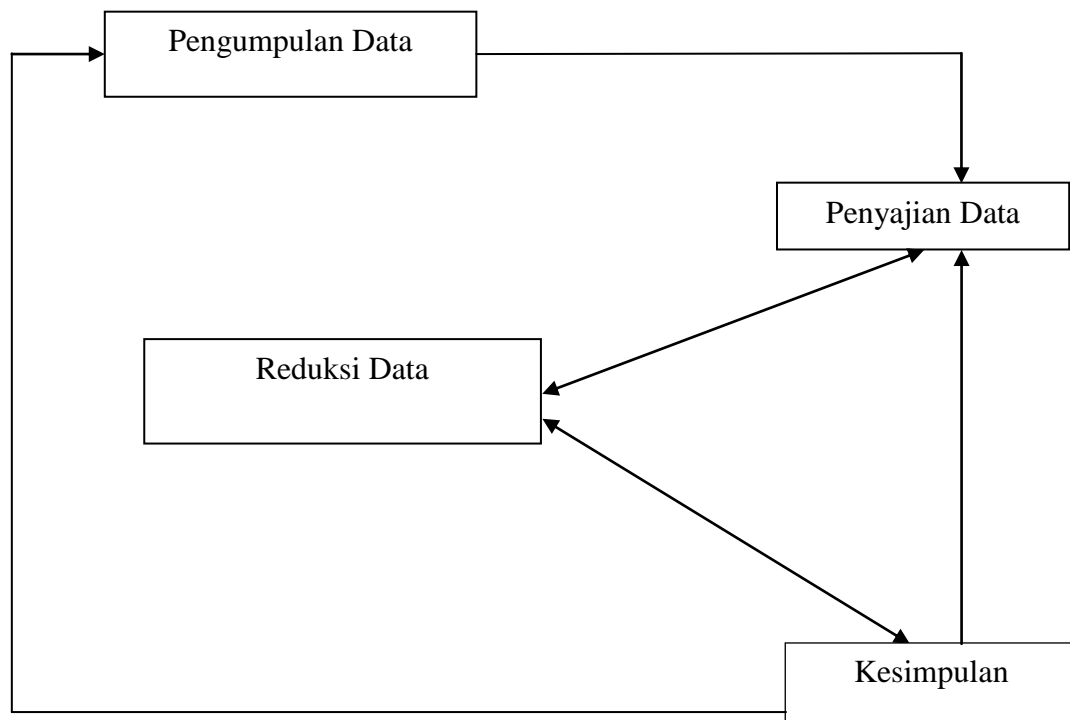 Pengumpulan Data
Penyajian Data
Reduksi Data
Kesimpulan